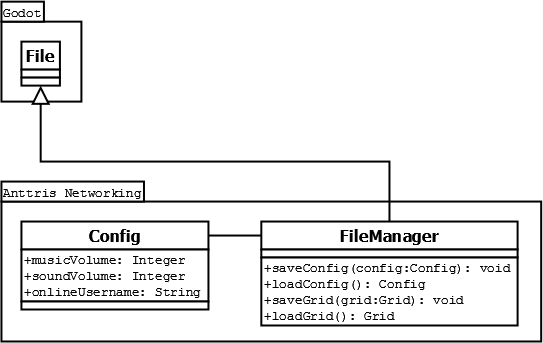 Godot
File
Anttris Networking
Config
+musicVolume: Integer
+soundVolume: Integer
+onlineUsername: String
FileManager
+saveConfig(config:Config): void
+loadConfig(): Config
+saveGrid(grid:Grid): void
+loadGrid(): Grid